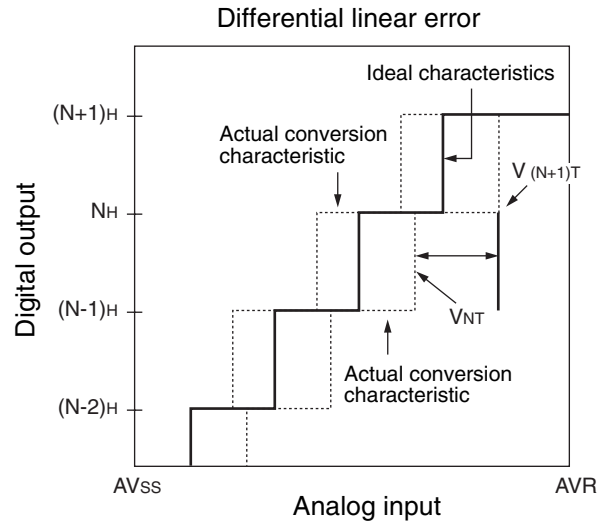 Differential linear error
Ideal characteristics
(N+1)H
Actual conversion
characteristic
V (N+1)T
NH
Digital output
(N-1)H
VNT
Actual conversion
characteristic
(N-2)H
AVSS
AVR
Analog input